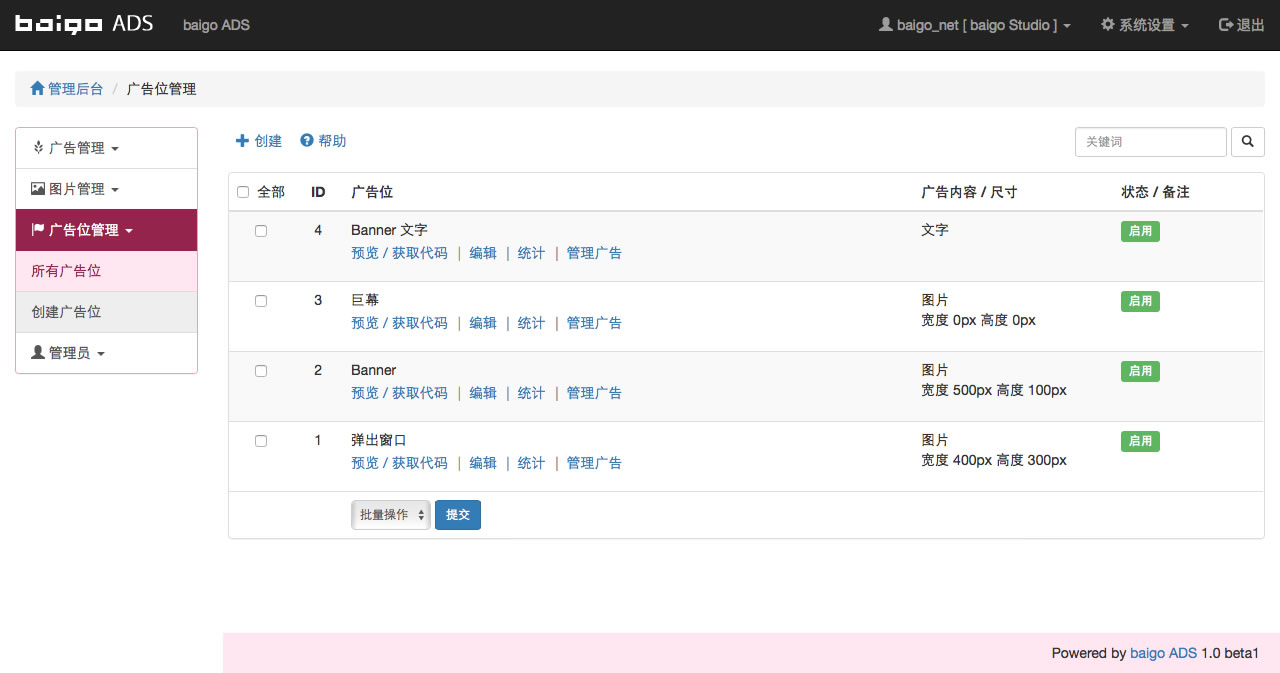 baigo ADS baigo ADS baigo_net [ baigo Studio ] 系统设置 退出
管理后台 / 广告位管理
广告管理
图片管理
广告位管理
所有广告位
创建广告位
管理员
创建 帮助 关键词
全部 ID 广告位 广告内容 / 尺寸 状态 / 备注
4 Banner 文字 文字 启用
预览 / 获取代码 | 编辑 | 统计 | 管理广告
3 巨幕 图片 启用
预览 / 获取代码 | 编辑 | 统计 | 管理广告 宽度 0px 高度 0px
2 Banner 图片 启用
预览 / 获取代码 | 编辑 | 统计 | 管理广告 宽度 500px 高度 100px
1 弹出窗口 图片 启用
预览 / 获取代码 | 编辑 | 统计 | 管理广告 宽度 400px 高度 300px
批量操作 提交
Powered by baigo ADS 1.0 beta1